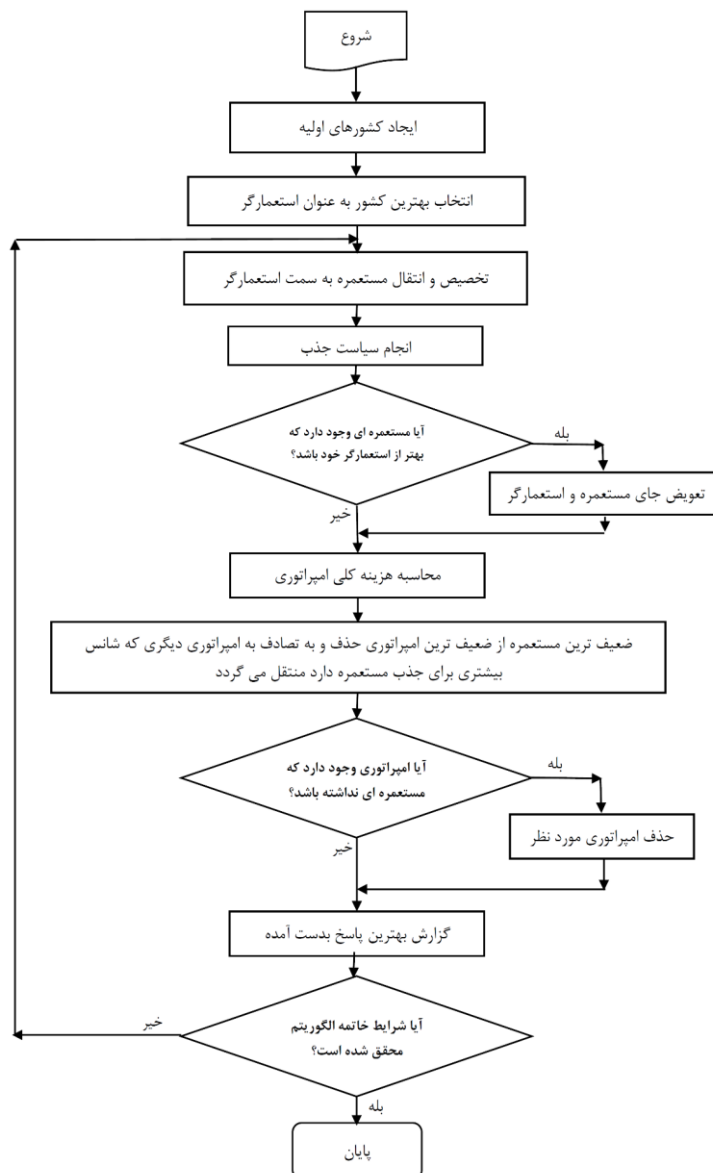 شروع
ایجاد کشورهای اولیه
انتخاب بهترین کشور به عنوان استعمارگر
تخصیص و انتقال مستعمره به سمت استعمارگر
انجام سیاست جذب
آیا مستعمره ای وجود دارد که
بهتر از استعمارگر خود باشد؟
بله
تعویض جای مستعمره و استعمارگر
خیر
محاسبه هزینه کلی امپراتوری
ضعیف ترین مستعمره از ضعیف ترین امپراتوری حذف و به تصادف به امپراتوری دیگری که شانس
بیشتری برای جذب مستعمره دارد منتقل می گردد
آیا امپراتوری وجود دارد که
مستعمره ای نداشته باشد؟
بله
حذف امپراتوری مورد نظر
خیر
گزارش بهترین پاسخ بدست آمده
آیا شرایط خاتمه الگوریتم
محقق شده است؟
خیر
بله
پایان